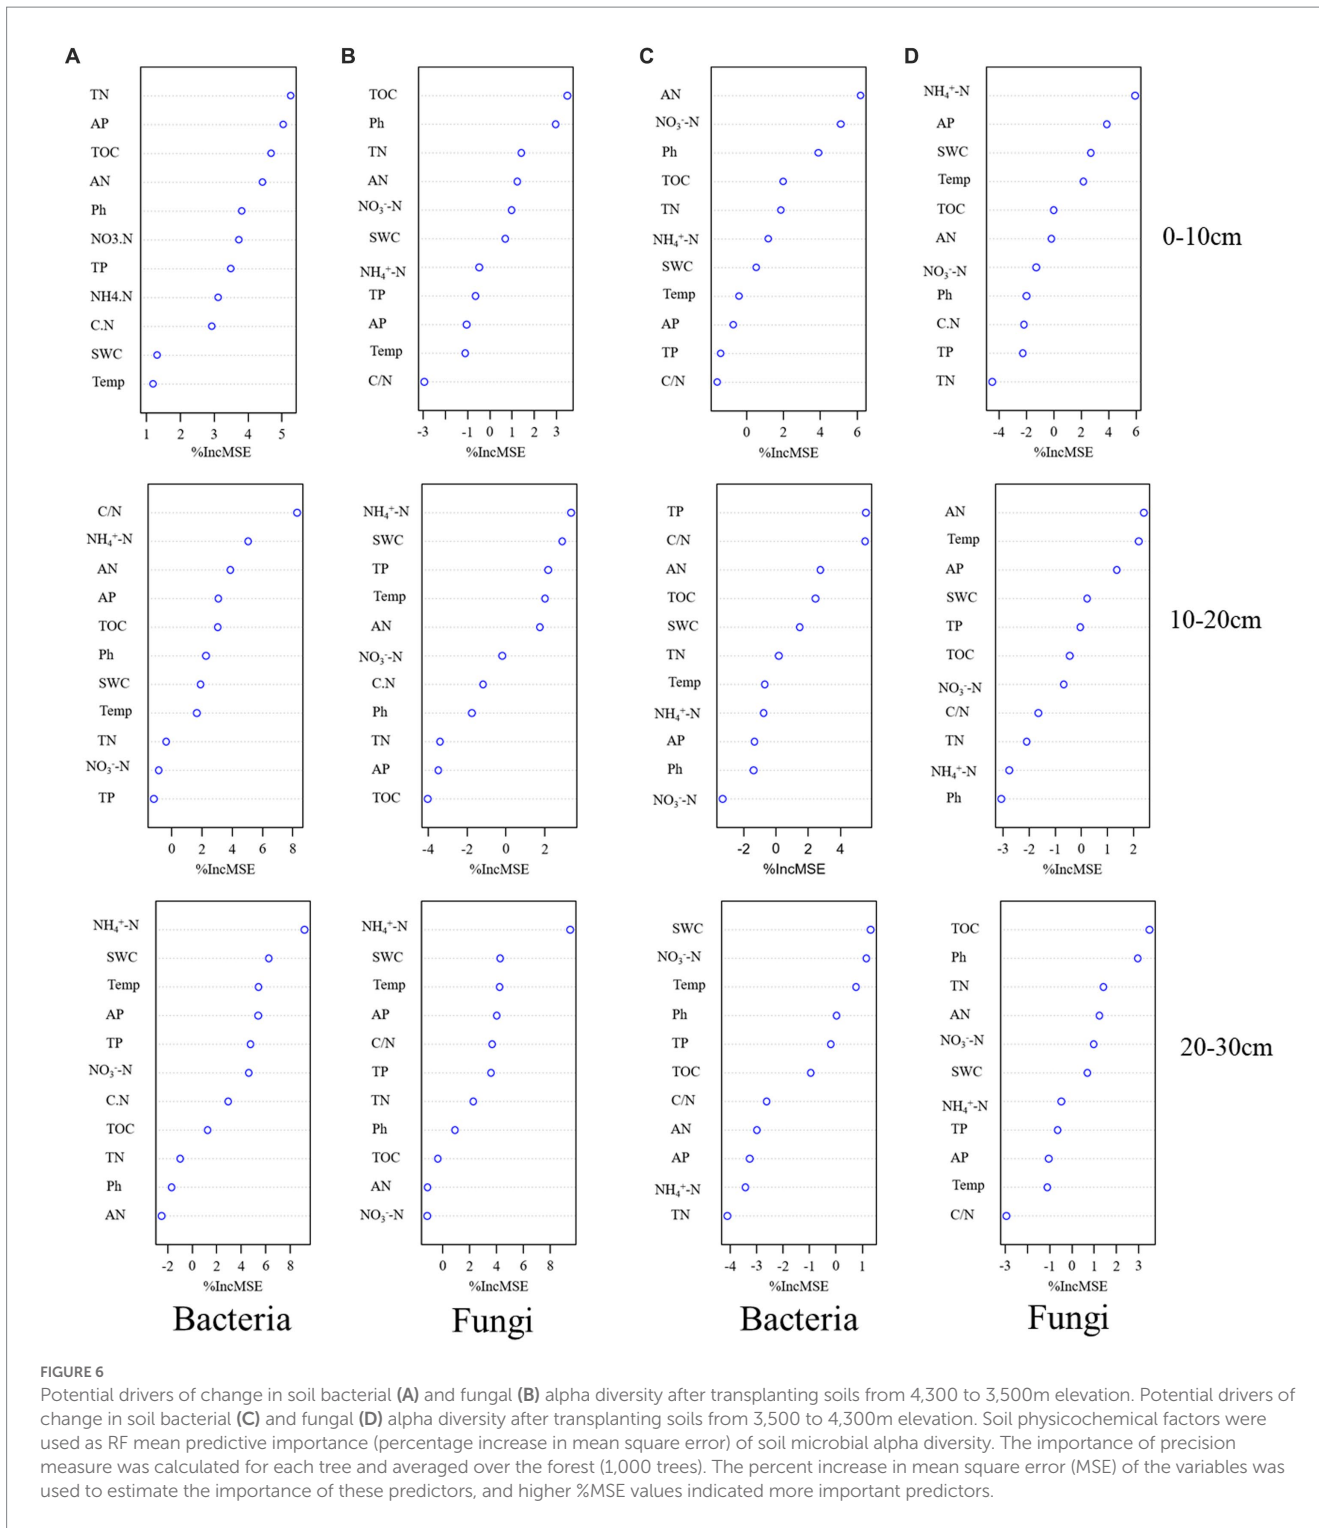 A
B
C
D
TN
AP
TOC
AN
Ph
NO3.N
TP
NH4.N
C.N
SWC
Temp
1 2 3 4 5
%IncMSE
TOC
Ph
TN
AN
NO₃⁻-N
SWC
NH₄⁺-N
TP
AP
Temp
C/N
-3 -1 0 1 2 3
%IncMSE
AN
NO₃⁻-N
Ph
TOC
TN
NH₄⁺-N
SWC
Temp
AP
TP
C/N
0 2 4 6
%IncMSE
NH₄⁺-N
AP
SWC
Temp
TOC
AN
NO₃⁻-N
Ph
C.N
TP
TN
-4 -2 0 2 4 6
%IncMSE
0-10cm
C/N
NH₄⁺-N
AN
AP
TOC
Ph
SWC
Temp
TN
NO₃⁻-N
TP
0 2 4 6 8
%IncMSE
NH₄⁺-N
SWC
TP
Temp
AN
NO₃⁻-N
C.N
Ph
TN
AP
TOC
-4 -2 0 2
%IncMSE
TP
C/N
AN
TOC
SWC
TN
Temp
NH₄⁺-N
AP
Ph
NO₃⁻-N
-2 0 2 4
%IncMSE
AN
Temp
AP
SWC
TP
TOC
NO₃⁻-N
C/N
TN
NH₄⁺-N
Ph
-3 -2 -1 0 1 2
%IncMSE
10-20cm
NH₄⁺-N
SWC
Temp
AP
TP
NO₃⁻-N
C.N
TOC
TN
Ph
AN
-2 0 2 4 6 8
%IncMSE
Bacteria
NH₄⁺-N
SWC
Temp
AP
C/N
TP
TN
Ph
TOC
AN
NO₃⁻-N
0 2 4 6 8
%IncMSE
Fungi
SWC
NO₃⁻-N
Temp
Ph
TP
TOC
C/N
AN
AP
NH₄⁺-N
TN
-4 -3 -2 -1 0 1
%IncMSE
Bacteria
TOC
Ph
TN
AN
NO₃⁻-N
SWC
NH₄⁺-N
TP
AP
Temp
C/N
-3 -1 0 1 2 3
%IncMSE
Fungi
20-30cm
FIGURE 6
Potential drivers of change in soil bacterial (A) and fungal (B) alpha diversity after transplanting soils from 4,300 to 3,500m elevation. Potential drivers of
change in soil bacterial (C) and fungal (D) alpha diversity after transplanting soils from 3,500 to 4,300m elevation. Soil physicochemical factors were
used as RF mean predictive importance (percentage increase in mean square error) of soil microbial alpha diversity. The importance of precision
measure was calculated for each tree and averaged over the forest (1,000 trees). The percent increase in mean square error (MSE) of the variables was
used to estimate the importance of these predictors, and higher %MSE values indicated more important predictors.